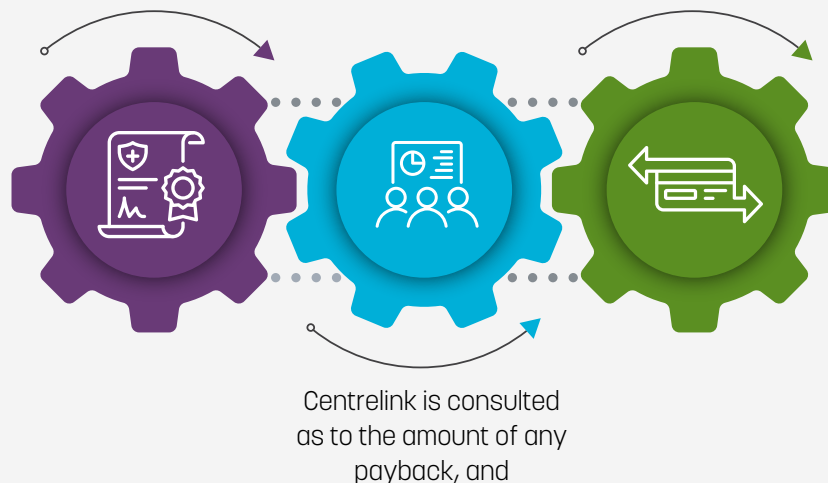 Centrelink is consulted
as to the amount of any
payback, and